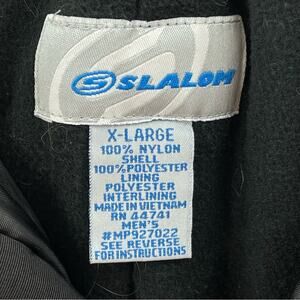 SLALOM
X-LARGE
100% NYLON
SHELL
100% POLYESTER
LINING
POLYESTER
INTERLINING
MADE IN VIETNAM
RN 44741
MEN'S
#MP927022
SEE REVERSE
FOR INSTRUCTIONS